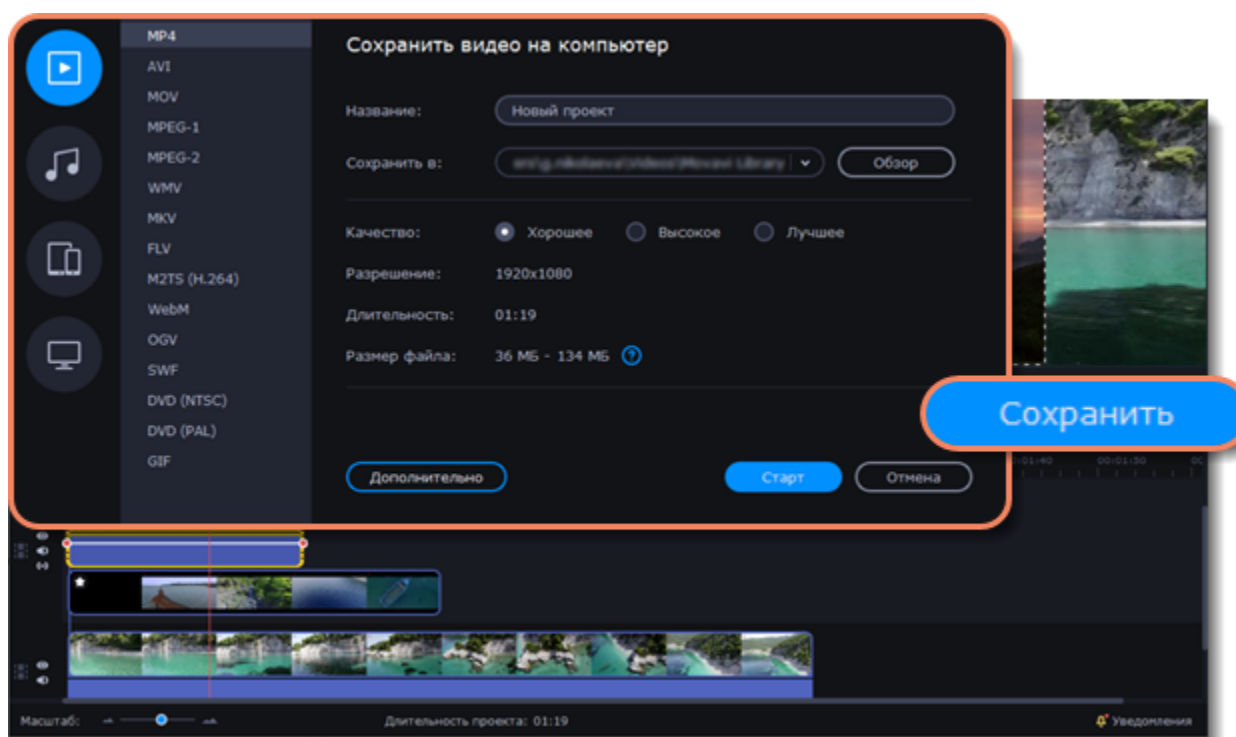 MP4
AVI
MOV
MPEG-1
MPEG-2
WMV
MKV
FLV
M2TS (H.264)
WebM
OGV
SWF
DVD (NTSC)
DVD (PAL)
GIF
Сохранить видео на компьютер
Название: Новый проект
Сохранить в: Обзор
Качество: Хорошее Высокое Лучшее
Разрешение: 1920x1080
Длительность: 01:19
Размер файла: 36 МБ - 134 МБ ?
Дополнительно Старт Отмена
Сохранить
00:01:40 00:01:50
Масштаб: Длительность проекта: 01:19 Уведомления